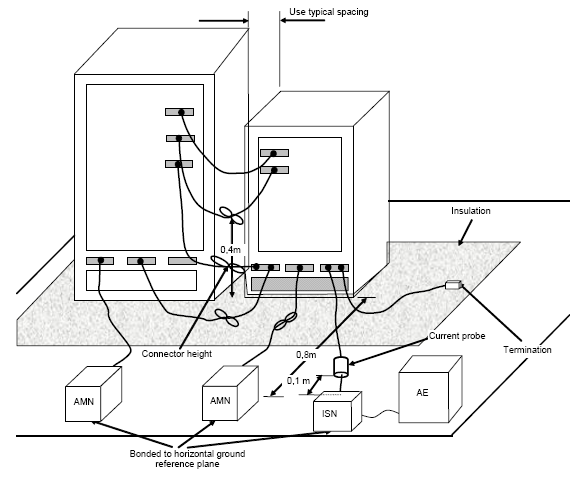 Use typical spacing
Insulation
0,4m
Connector height
0,8m
Current probe
Termination
0,1 m
AMN
AMN
ISN
AE
Bonded to horizontal ground
reference plane